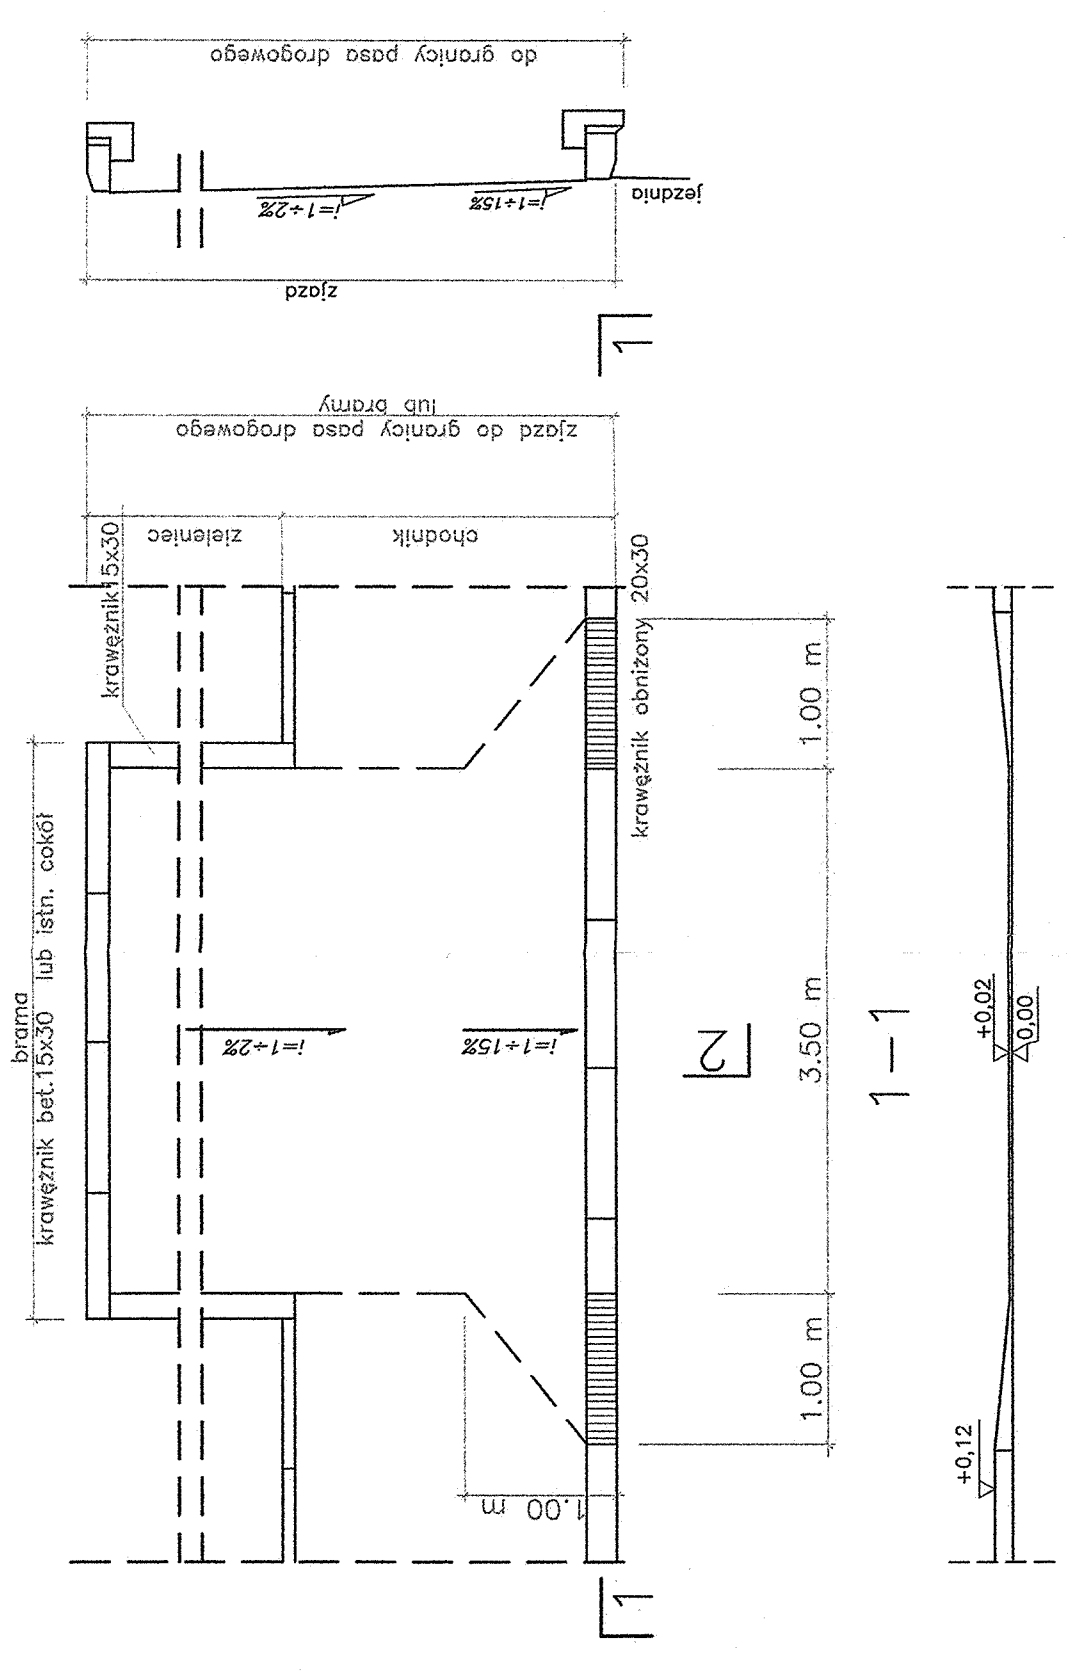 do granicy pasa drogowego
i=1÷2%
i=1÷15%
jezdnia
zjazd
1
zjazd do granicy pasa drogowego
lub bramy
zieleniec
chodnik
krawężnik 15x30
krawężnik obniżony 20x30
brama
krawężnik bet.15x30 lub istn. cokół
i=1÷2%
i=1÷15%
2
1.00 m
3.50 m
1.00 m
1.00 m
1
1-1
+0,02
0,00
+0,12